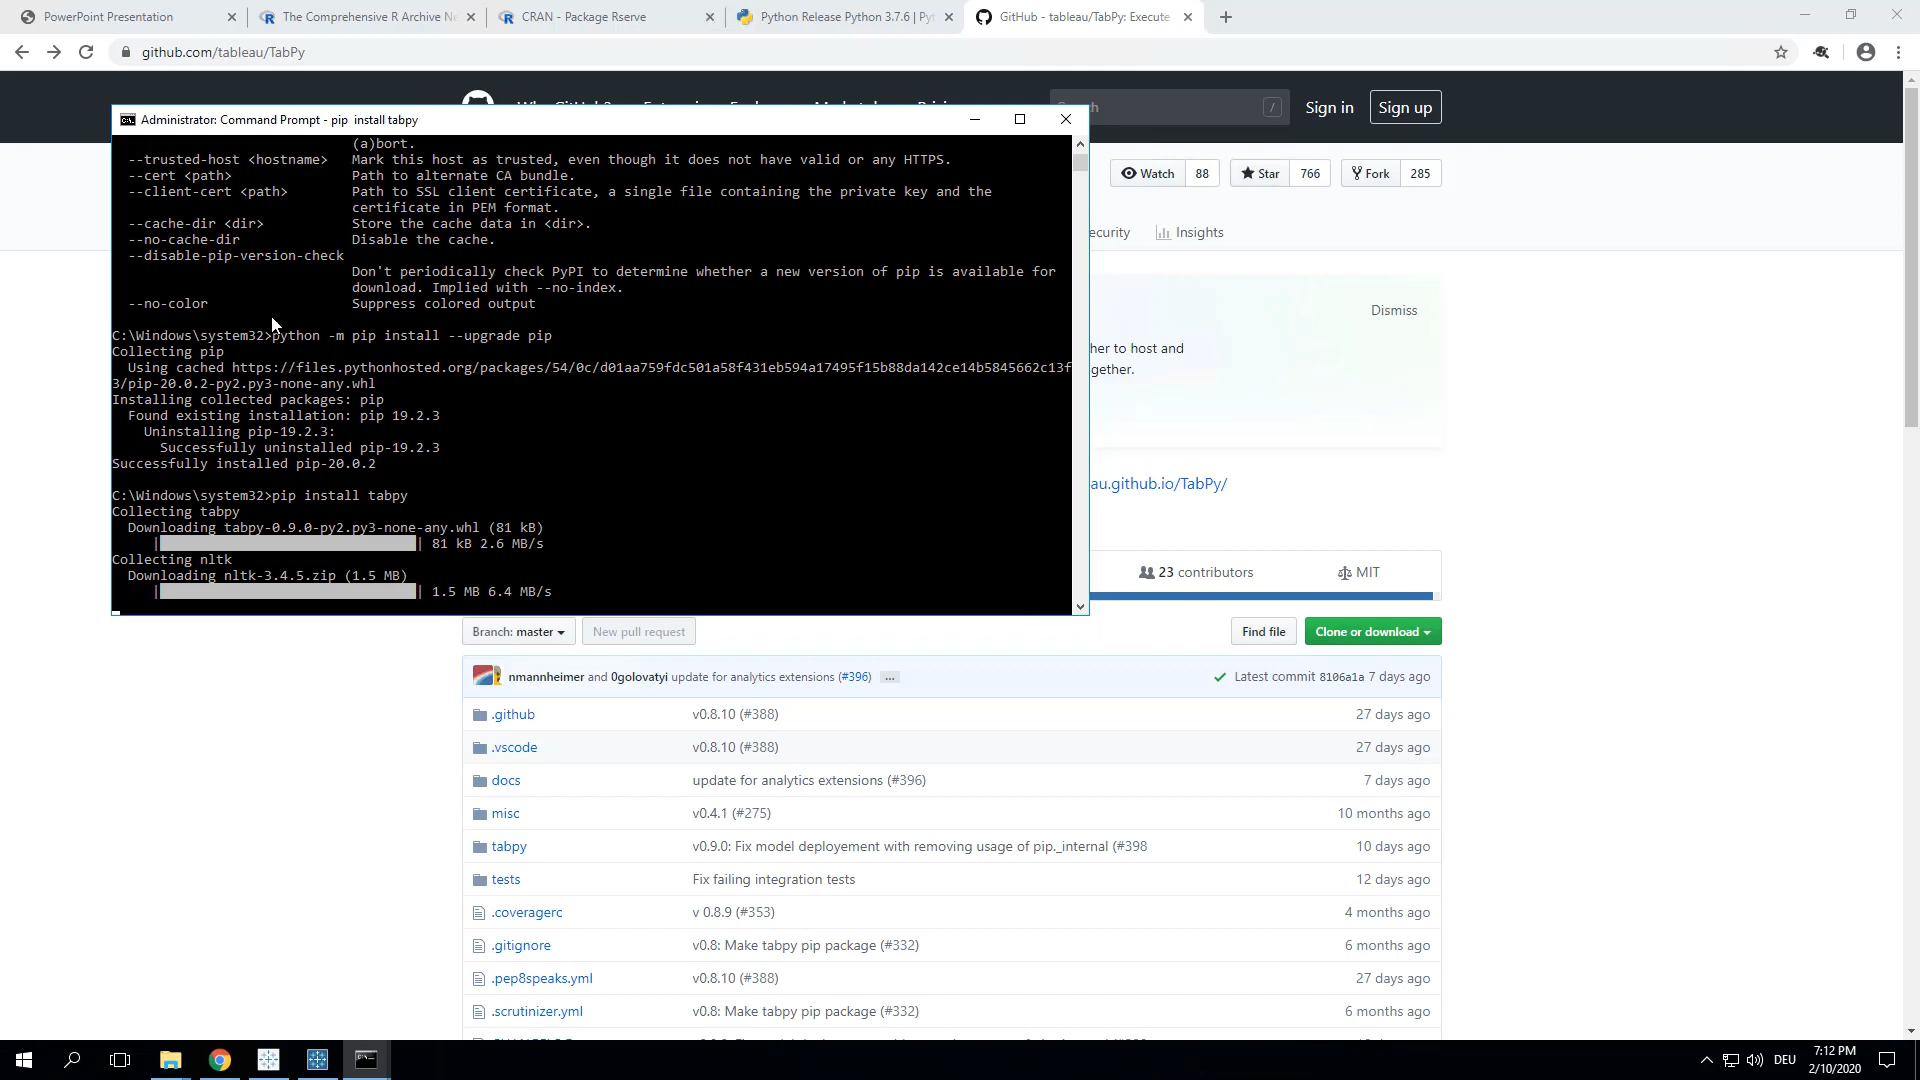 PowerPoint Presentation
The Comprehensive R Archive Ne
CRAN - Package Rserve
Python Release Python 3.7.6 | Pyt
GitHub - tableau/TabPy: Execute
github.com/tableau/TabPy
Sign in
Sign up
/
Administrator: Command Prompt - pip  install tabpy
(a)bort.
--trusted-host <hostname>   Mark this host as trusted, even though it does not have valid or any HTTPS.
--cert <path>               Path to alternate CA bundle.
--client-cert <path>        Path to SSL client certificate, a single file containing the private key and the
certificate in PEM format.
--cache-dir <dir>           Store the cache data in <dir>.
--no-cache-dir              Disable the cache.
--disable-pip-version-check
Don't periodically check PyPI to determine whether a new version of pip is available for
download. Implied with --no-index.
--no-color                  Suppress colored output
C:\Windows\system32>python -m pip install --upgrade pip
Collecting pip
Using cached https://files.pythonhosted.org/packages/54/0c/d01aa759fdc501a58f431eb594a17495f15b88da142ce14b5845662c13f
3/pip-20.0.2-py2.py3-none-any.whl
Installing collected packages: pip
Found existing installation: pip 19.2.3
Uninstalling pip-19.2.3:
Successfully uninstalled pip-19.2.3
Successfully installed pip-20.0.2
C:\Windows\system32>pip install tabpy
Collecting tabpy
Downloading tabpy-0.9.0-py2.py3-none-any.whl (81 kB)
| | 81 kB 2.6 MB/s
Collecting nltk
Downloading nltk-3.4.5.zip (1.5 MB)
| | 1.5 MB 6.4 MB/s
Watch 88
Star 766
Fork 285
ecurity
Insights
Dismiss
her to host and
gether.
au.github.io/TabPy/
23 contributors
MIT
Branch: master
New pull request
Find file
Clone or download
nmannheimer and 0golovatyi update for analytics extensions (#396) ...
Latest commit 8106a1a 7 days ago
.github v0.8.10 (#388) 27 days ago
.vscode v0.8.10 (#388) 27 days ago
docs update for analytics extensions (#396) 7 days ago
misc v0.4.1 (#275) 10 months ago
tabpy v0.9.0: Fix model deployement with removing usage of pip._internal (#398 10 days ago
tests Fix failing integration tests 12 days ago
.coveragerc v 0.8.9 (#353) 4 months ago
.gitignore v0.8: Make tabpy pip package (#332) 6 months ago
.pep8speaks.yml v0.8.10 (#388) 27 days ago
.scrutinizer.yml v0.8: Make tabpy pip package (#332) 6 months ago
DEU
7:12 PM
2/10/2020